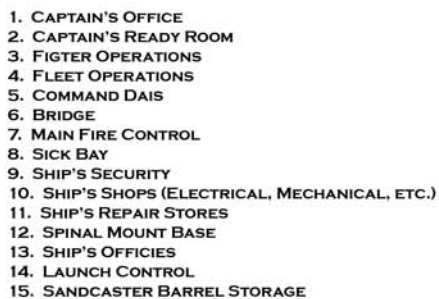 1. Captain's Office
2. Captain's Ready Room
3. Figter Operations
4. Fleet Operations
5. Command Dais
6. Bridge
7. Main Fire Control
8. Sick Bay
9. Ship's Security
10. Ship's Shops (Electrical, Mechanical, etc.)
11. Ship's Repair Stores
12. Spinal Mount Base
13. Ship's Officies
14. Launch Control
15. Sandcaster Barrel Storage